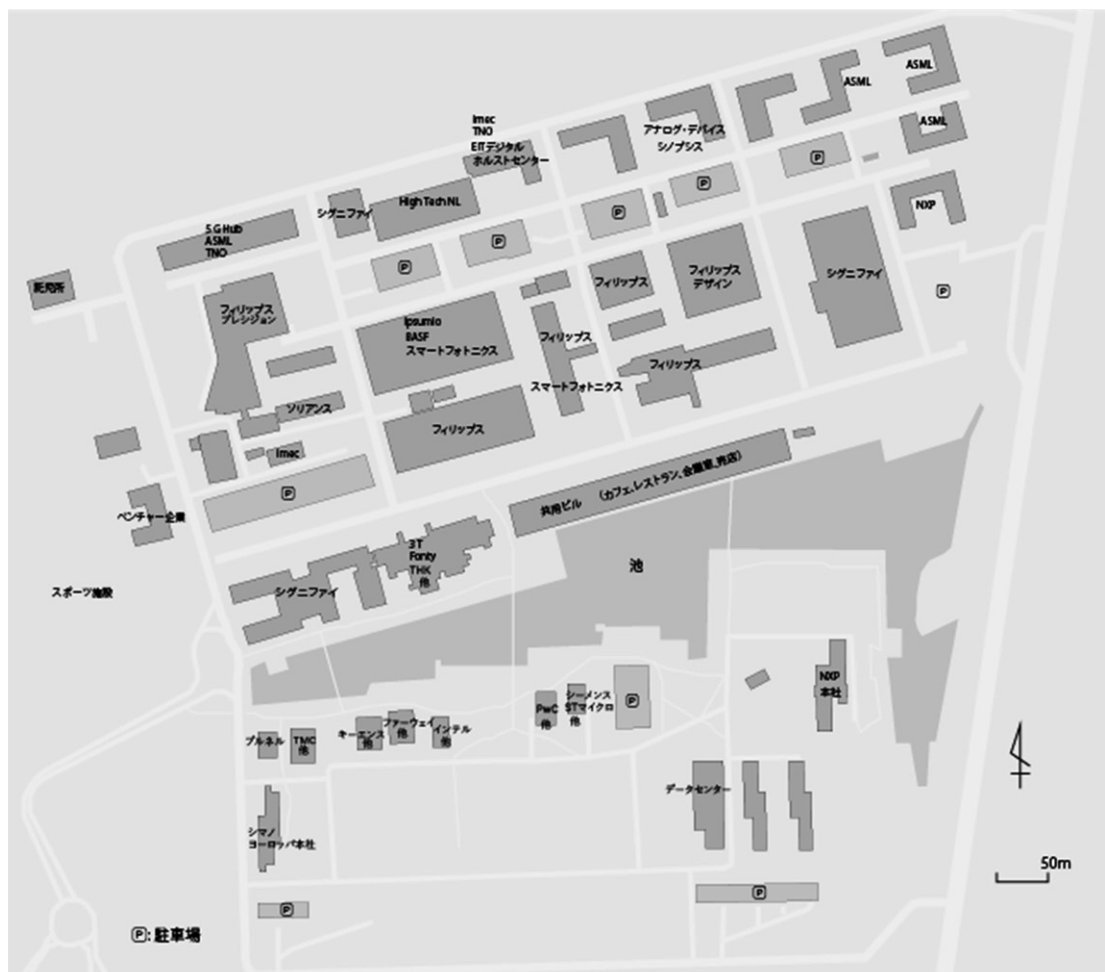 ASML
ASML
ASML
Imec
TNO
EITデジタル
ホルストセンター
アナログ・デバイス
シノプシス
P
P
P
P
P
High Tech NL
シグニファイ
NXP
5G Hub
ASML
TNO
フィリップス
プレシジョン
Ipsumio
BASF
スマートフォトニクス
フィリップス
フィリップス
デザイン
シグニファイ
P
フィリップス
スマートフォトニクス
フィリップス
ソリアンス
フィリップス
Imec
P
共用ビル (カフェ、レストラン、会議室、売店)
ベンチャー企業
3T
Fonty
THK
他
シグニファイ
池
スポーツ施設
NXP
本社
シーメンス
STマイクロ
他
P
PwC
他
ブルネル
TMC
他
キーエンス
他
ファーウェイ
他
インテル
他
データセンター
シマノ
ヨーロッパ本社
50m
P
P
P:駐車場